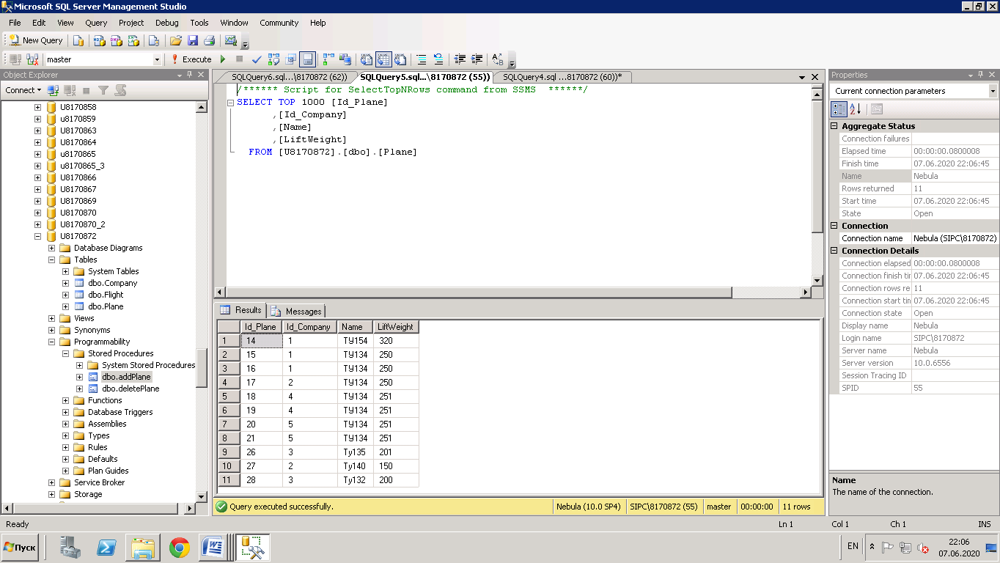 Microsoft SQL Server Management Studio
File Edit View Query Project Debug Tools Window Community Help
New Query
master Execute
Object Explorer
Connect
U8170858
u8170859
U8170863
U8170864
u8170865
u8170865_3
U8170866
U8170867
U8170869
U8170870
U8170870_2
U8170872
Database Diagrams
Tables
System Tables
dbo.Company
dbo.Flight
dbo.Plane
Views
Synonyms
Programmability
Stored Procedures
System Stored Procedures
dbo.addPlane
dbo.deletePlane
Functions
Database Triggers
Assemblies
Types
Rules
Defaults
Plan Guides
Service Broker
Storage
SQLQuery6.sql...\8170872 (62)) SQLQuery5.sql...\8170872 (55)) SQLQuery4.sql ...8170872 (60))*
/****** Script for SelectTopNRows command from SSMS ******/
SELECT TOP 1000 [Id_Plane]
,[Id_Company]
,[Name]
,[LiftWeight]
FROM [U8170872].[dbo].[Plane]
Results Messages
Id_Plane Id_Company Name LiftWeight
1 14 1 ТУ154 320
2 15 1 ТУ134 250
3 16 1 ТУ134 250
4 17 2 ТУ134 250
5 18 4 ТУ134 251
6 19 4 ТУ134 251
7 20 5 ТУ134 251
8 21 5 ТУ134 251
9 26 3 Ту135 201
10 27 2 Ту140 150
11 28 3 Ту132 200
Query executed successfully. Nebula (10.0 SP4) SIPC\8170872 (55) master 00:00:00 11 rows
Properties
Current connection parameters
Aggregate Status
Connection failures
Elapsed time 00:00:00.0800008
Finish time 07.06.2020 22:06:45
Name Nebula
Rows returned 11
Start time 07.06.2020 22:06:45
State Open
Connection
Connection name Nebula (SIPC\8170872)
Connection Details
Connection elapsed 00:00:00.0800008
Connection finish tir 07.06.2020 22:06:45
Connection rows re 11
Connection start tin 07.06.2020 22:06:45
Connection state Open
Display name Nebula
Login name SIPC\8170872
Server name Nebula
Server version 10.0.6556
Session Tracing ID
SPID 55
Name
The name of the connection.
Ready Ln 1 Col 1 Ch 1 INS
Пуск EN 22:06
07.06.2020